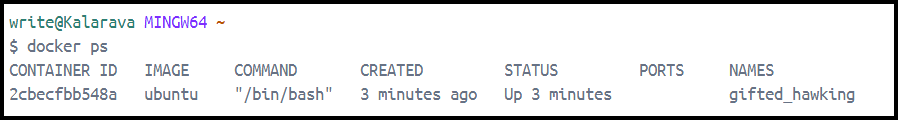 write@Kalarava MINGW64 ~
$ docker ps
CONTAINER ID   IMAGE     COMMAND       CREATED         STATUS         PORTS     NAMES
2cbecfbb548a   ubuntu    "/bin/bash"   3 minutes ago   Up 3 minutes             gifted_hawking